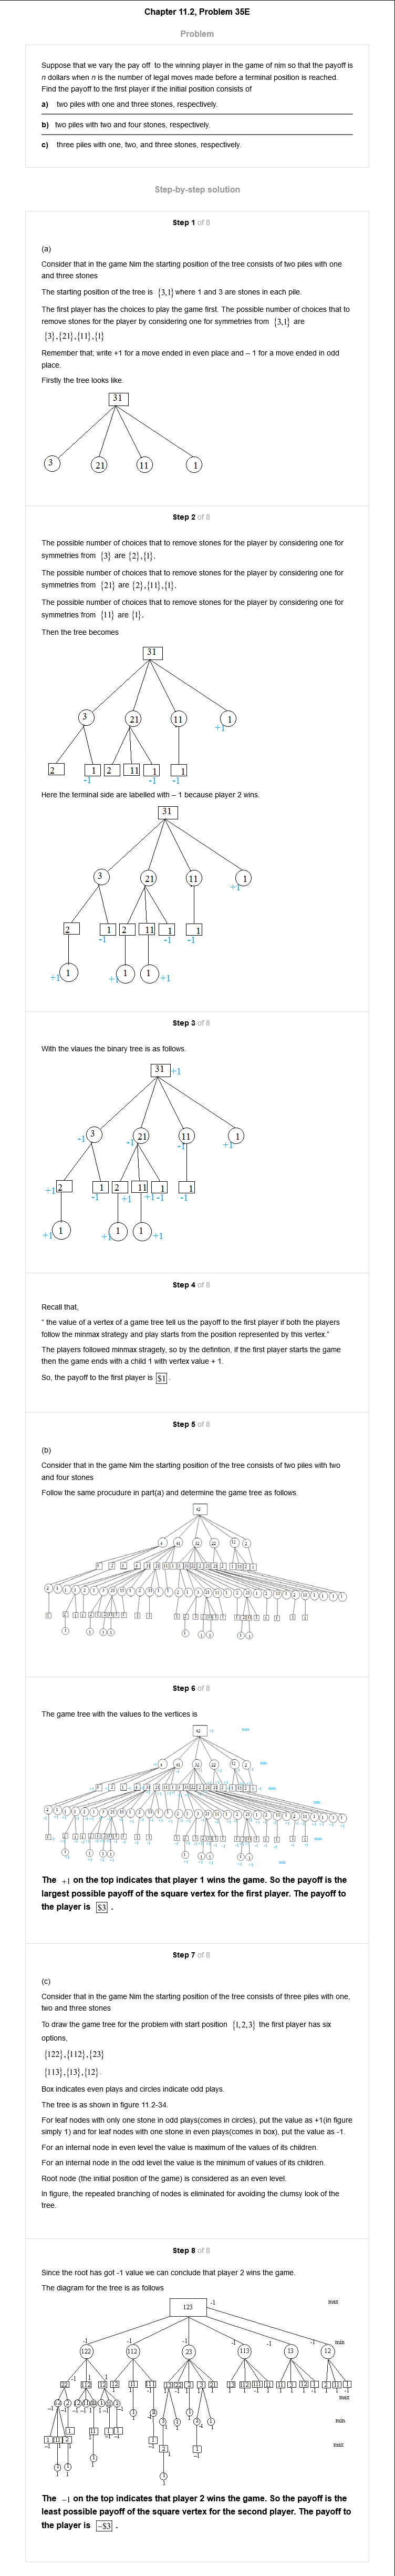 Chapter 11.2, Problem 35E
Problem
Suppose that we vary the pay off to the winning player in the game of nim so that the payoff is
n dollars when n is the number of legal moves made before a terminal position is reached.
Find the payoff to the first player if the initial position consists of
a) two piles with one and three stones, respectively.
b) two piles with two and four stones, respectively.
c) three piles with one, two, and three stones, respectively.
Step-by-step solution
Step 1 of 8
(a)
Consider that in the game Nim the starting position of the tree consists of two piles with one
and three stones
The starting position of the tree is {3,1} where 1 and 3 are stones in each pile.
The first player has the choices to play the game first. The possible number of choices that to
remove stones for the player by considering one for symmetries from {3,1} are
{3},{21},{11},{1}
Remember that; write +1 for a move ended in even place and – 1 for a move ended in odd
place.
Firstly the tree looks like.
31
3 21 11 1
Step 2 of 8
The possible number of choices that to remove stones for the player by considering one for
symmetries from {3} are {2},{1}.
The possible number of choices that to remove stones for the player by considering one for
symmetries from {21} are {2},{11},{1}.
The possible number of choices that to remove stones for the player by considering one for
symmetries from {11} are {1}.
Then the tree becomes
31
3 21 11 1
+1
2 1 2 11 1 1
-1 -1 -1
Here the terminal side are labelled with – 1 because player 2 wins.
31
3 21 11 1
+1
2 1 2 11 1 1
-1 -1 -1
+1 1 +1 1 1 +1
Step 3 of 8
With the vlaues the binary tree is as follows.
31 +1
-1 3 -1 21 11 1
-1 +1
+1 2 1 2 11 1 1
-1 +1 +1 -1 -1
+1 1 +1 1 1 +1
Step 4 of 8
Recall that,
“ the value of a vertex of a game tree tell us the payoff to the first player if both the players
follow the minmax strategy and play starts from the position represented by this vertex.”
The players followed minmax stragety, so by the defintion, if the first player starts the game
then the game ends with a child 1 with vertex value + 1.
So, the payoff to the first player is $1 .
Step 5 of 8
(b)
Consider that in the game Nim the starting position of the tree consists of two piles with two
and four stones
Follow the same procudure in part(a) and determine the game tree as follows.
42
4 41 32 22 12 2
Step 6 of 8
The game tree with the values to the vertices is
42 +1 max
min
max
min
max
min
The +1 on the top indicates that player 1 wins the game. So the payoff is the
largest possible payoff of the square vertex for the first player. The payoff to
the player is $3 .
Step 7 of 8
(c)
Consider that in the game Nim the starting position of the tree consists of three piles with one,
two and three stones
To draw the game tree for the problem with start position {1,2,3} the first player has six
options,
{122},{112},{23}
{113},{13},{12}.
Box indicates even plays and circles indicate odd plays.
The tree is as shown in figure 11.2-34.
For leaf nodes with only one stone in odd plays(comes in circles), put the value as +1(in figure
simply 1) and for leaf nodes with one stone in even plays(comes in box), put the value as -1.
For an internal node in even level the value is maximum of the values of its children.
For an internal node in the odd level the value is the minimum of values of its children.
Root node (the initial position of the game) is considered as an even level.
In figure, the repeated branching of nodes is eliminated for avoiding the clumsy look of the
tree.
Step 8 of 8
Since the root has got -1 value we can conclude that player 2 wins the game.
The diagram for the tree is as follows
123 -1 max
-1 -1 -1 -1 -1 min
122 112 23 113 13 12
max
min
max
The –1 on the top indicates that player 2 wins the game. So the payoff is the
least possible payoff of the square vertex for the second player. The payoff to
the player is –$3 .